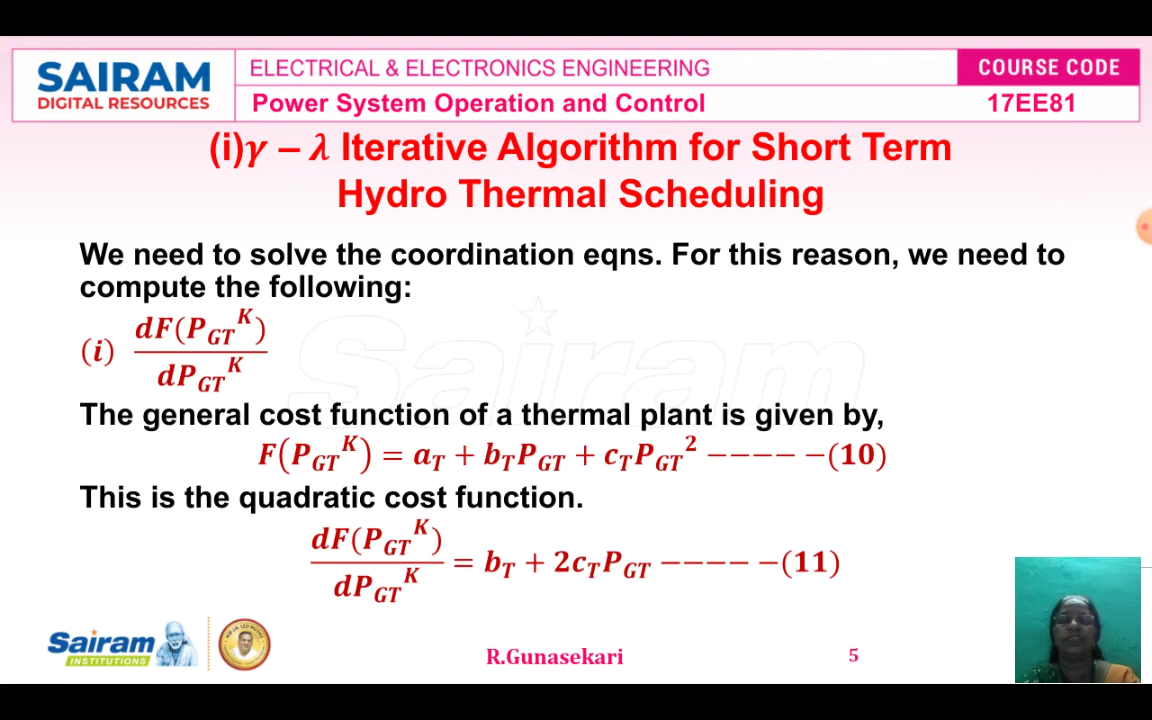 SAIRAM
DIGITAL RESOURCES
ELECTRICAL & ELECTRONICS ENGINEERING
COURSE CODE
Power System Operation and Control
17EE81
(i)γ – λ Iterative Algorithm for Short Term
Hydro Thermal Scheduling
We need to solve the coordination eqns. For this reason, we need to
compute the following:
(i) dF(P_GT^K) / dP_GT^K
The general cost function of a thermal plant is given by,
F(P_GT^K) = a_T + b_T P_GT + c_T P_GT^2 −−−−− −(10)
This is the quadratic cost function.
dF(P_GT^K) / dP_GT^K = b_T + 2c_T P_GT −−−−− −(11)
Sairam
Sairam
INSTITUTIONS
R.Gunasekari
5